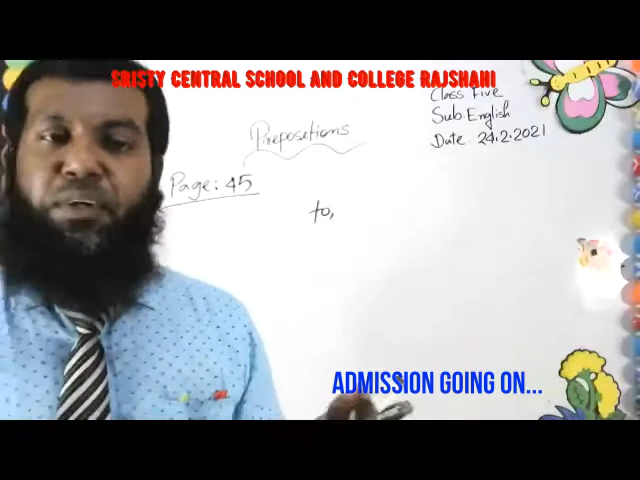 SRISTY CENTRAL SCHOOL AND COLLEGE RAJSHAHI
Class Five
Sub: English
Date 24.2.2021
Prepositions
Page: 45
to,
ADMISSION GOING ON...